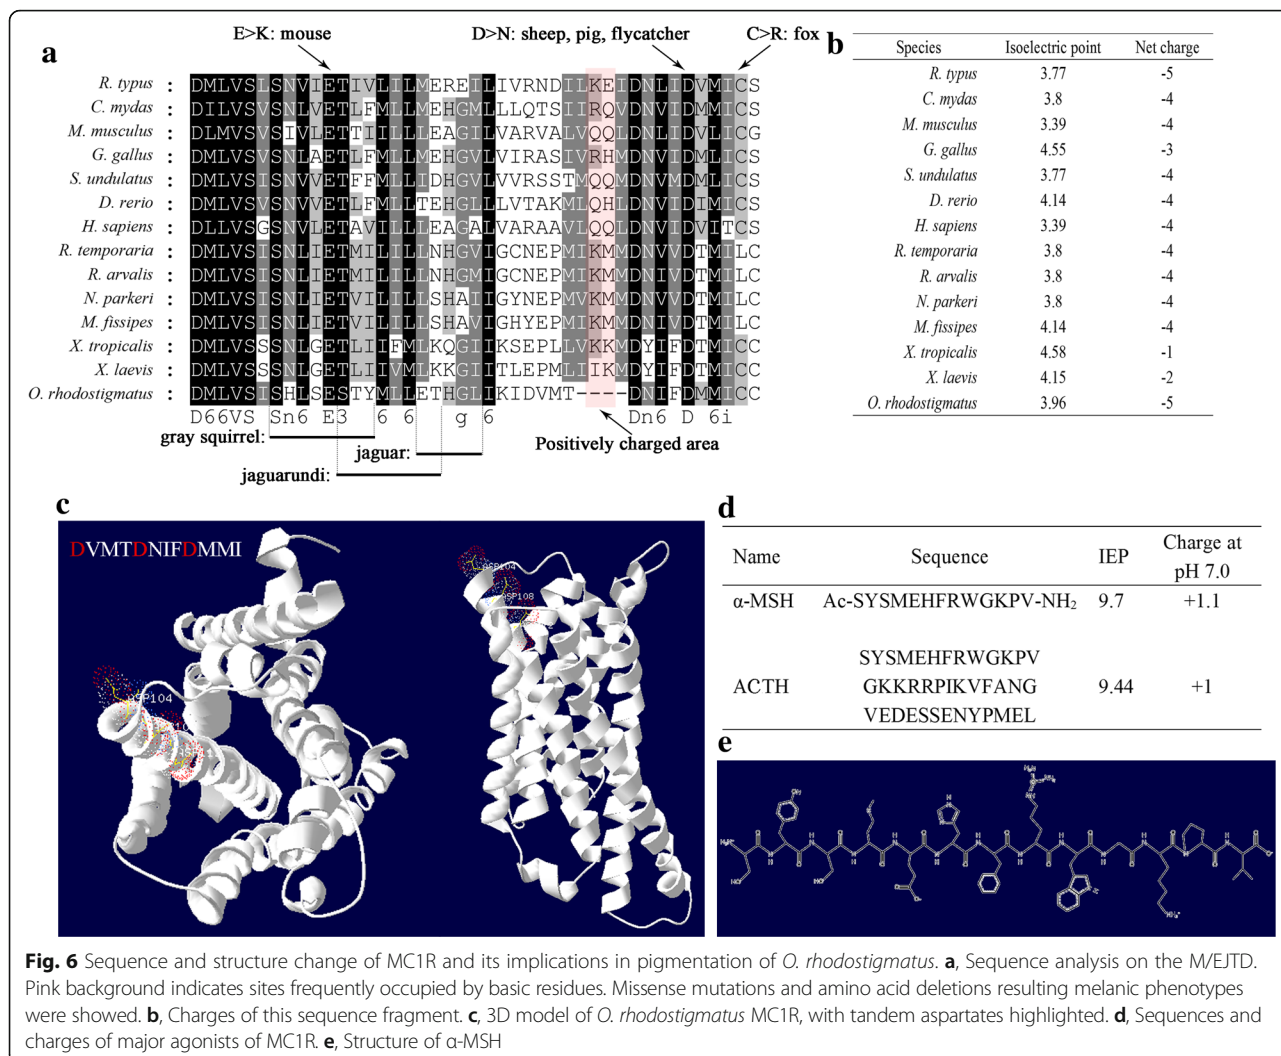 a
E>K: mouse
D>N: sheep, pig, flycatcher
C>R: fox
R. typus : DMLVSLSNVIETIVLILMEREILIVRNDILKEIDNLIDVMICS
C. mydas : DILVSVSNLVETLFMLLMEHGMLLLQTSIIRQVDNVIDTMICS
M. musculus : DLMVSVSIVLETTIILLLEAGILVARVALVQQLDNLIDVLICG
G. gallus : DMLVSVSNLAETLFMLLMEHGVLVIRASIVRHMDNVIDMLICS
S. undulatus : DMLVSISNVVETFFMLLIDHGVLVVRSSTMQQMDNVIDMLICS
D. rerio : DMLVSVSNVVETLFMLLTEHGLLLVTAKMLQHLDNVIDIMICS
H. sapiens : DLLVSGSNVLETAVILLLEAGALVARAAVLQQLDNVIDVITCS
R. temporaria : DMLVSISNLIETMILILLNHGVIGCNEPMIKMMDNVVDTMILC
R. arvalis : DMLVSISNLIETMILILLNHGMIGCNEPMIKMMDNIVDTMILC
N. parkeri : DMLVSISNLIETVILILLSHAIIGYNEPMVKMMDNVVDTMILC
M. fissipes : DMLVSISNLIETVILILLSHAVIGHYEPMIKMMDNIVDTMILC
X. tropicalis : DMLVSSSNLGETLIIFMLKQGIIKSEPLLVKKMDYIFDTMICC
X. laevis : DMLVSSSNLGETLIIVMLKKGIITLEPMLIIKMDYIFDTMICC
O. rhodostigmatus : DMLVSISHLSESTYMLLETHGLIKIDVMT----DNIFDMMICC
D66VS Sn6 E3 6 6 g 6 Dn6 D 6i
gray squirrel:
jaguar:
jaguarundi:
Positively charged area
b
Species Isoelectric point Net charge
R. typus 3.77 -5
C. mydas 3.8 -4
M. musculus 3.39 -4
G. gallus 4.55 -3
S. undulatus 3.77 -4
D. rerio 4.14 -4
H. sapiens 3.39 -4
R. temporaria 3.8 -4
R. arvalis 3.8 -4
N. parkeri 3.8 -4
M. fissipes 4.14 -4
X. tropicalis 4.58 -1
X. laevis 4.15 -2
O. rhodostigmatus 3.96 -5
c
DVMTDNIFDMMI
ASP104
ASP104
ASP108
d
Name Sequence IEP Charge at
pH 7.0
α-MSH Ac-SYSMEHFRWGKPV-NH₂ 9.7 +1.1
SYSMEHFRWGKPV
ACTH GKKRRPIKVFANG 9.44 +1
VEDESSENYPMEL
e
Fig. 6 Sequence and structure change of MC1R and its implications in pigmentation of O. rhodostigmatus. a, Sequence analysis on the M/EJTD.
Pink background indicates sites frequently occupied by basic residues. Missense mutations and amino acid deletions resulting melanic phenotypes
were showed. b, Charges of this sequence fragment. c, 3D model of O. rhodostigmatus MC1R, with tandem aspartates highlighted. d, Sequences and
charges of major agonists of MC1R. e, Structure of α-MSH